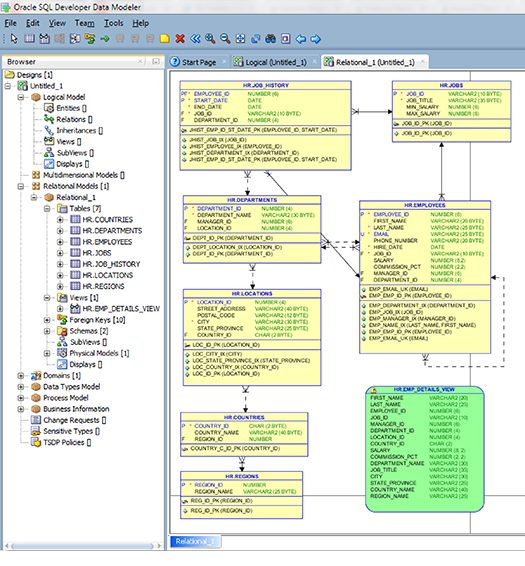 Oracle SQL Developer Data Modeler
File Edit View Team Tools Help
Browser
Start Page
Logical (Untitled_1)
Relational_1 (Untitled_1)
Designs [1]
Untitled_1
Logical Model
Entities []
Relations []
Inheritances []
Views []
SubViews []
Displays []
Multidimensional Models []
Relational Models [1]
Relational_1
Tables [7]
HR.COUNTRIES
HR.DEPARTMENTS
HR.EMPLOYEES
HR.JOBS
HR.JOB_HISTORY
HR.LOCATIONS
HR.REGIONS
Views [1]
HR.EMP_DETAILS_VIEW
Foreign Keys [10]
Schemas [2]
SubViews []
Physical Models [1]
Displays []
Domains [1]
Data Types Model
Process Model
Business Information
Change Requests []
Sensitive Types []
TSDP Policies []
HR.JOB_HISTORY
PF* EMPLOYEE_ID NUMBER (6)
P * START_DATE DATE
* END_DATE DATE
F * JOB_ID VARCHAR2 (10 BYTE)
F DEPARTMENT_ID NUMBER (4)
JHIST_EMP_ID_ST_DATE_PK (EMPLOYEE_ID, START_DATE)
JHIST_JOB_IX (JOB_ID)
JHIST_EMPLOYEE_IX (EMPLOYEE_ID)
JHIST_DEPARTMENT_IX (DEPARTMENT_ID)
JHIST_EMP_ID_ST_DATE_PK (EMPLOYEE_ID, START_DATE)
HR.JOBS
P * JOB_ID VARCHAR2 (10 BYTE)
* JOB_TITLE VARCHAR2 (35 BYTE)
MIN_SALARY NUMBER (6)
MAX_SALARY NUMBER (6)
JOB_ID_PK (JOB_ID)
JOB_ID_PK (JOB_ID)
HR.DEPARTMENTS
P * DEPARTMENT_ID NUMBER (4)
* DEPARTMENT_NAME VARCHAR2 (30 BYTE)
F MANAGER_ID NUMBER (6)
F LOCATION_ID NUMBER (4)
DEPT_ID_PK (DEPARTMENT_ID)
DEPT_LOCATION_IX (LOCATION_ID)
DEPT_ID_PK (DEPARTMENT_ID)
HR.EMPLOYEES
P * EMPLOYEE_ID NUMBER (6)
FIRST_NAME VARCHAR2 (20 BYTE)
* LAST_NAME VARCHAR2 (25 BYTE)
U * EMAIL VARCHAR2 (25 BYTE)
PHONE_NUMBER VARCHAR2 (20 BYTE)
* HIRE_DATE DATE
F * JOB_ID VARCHAR2 (10 BYTE)
SALARY NUMBER (8,2)
COMMISSION_PCT NUMBER (2,2)
F MANAGER_ID NUMBER (6)
F DEPARTMENT_ID NUMBER (4)
EMP_EMAIL_UK (EMAIL)
EMP_EMP_ID_PK (EMPLOYEE_ID)
EMP_DEPARTMENT_IX (DEPARTMENT_ID)
EMP_JOB_IX (JOB_ID)
EMP_MANAGER_IX (MANAGER_ID)
EMP_NAME_IX (LAST_NAME, FIRST_NAME)
EMP_EMP_ID_PK (EMPLOYEE_ID)
EMP_EMAIL_UK (EMAIL)
HR.LOCATIONS
P * LOCATION_ID NUMBER (4)
STREET_ADDRESS VARCHAR2 (40 BYTE)
POSTAL_CODE VARCHAR2 (12 BYTE)
* CITY VARCHAR2 (30 BYTE)
STATE_PROVINCE VARCHAR2 (25 BYTE)
F COUNTRY_ID CHAR (2 BYTE)
LOC_ID_PK (LOCATION_ID)
LOC_CITY_IX (CITY)
LOC_STATE_PROVINCE_IX (STATE_PROVINCE)
LOC_COUNTRY_IX (COUNTRY_ID)
LOC_ID_PK (LOCATION_ID)
HR.COUNTRIES
P * COUNTRY_ID CHAR (2 BYTE)
COUNTRY_NAME VARCHAR2 (40 BYTE)
F REGION_ID NUMBER
COUNTRY_C_ID_PK (COUNTRY_ID)
HR.REGIONS
P * REGION_ID NUMBER
REGION_NAME VARCHAR2 (25 BYTE)
REG_ID_PK (REGION_ID)
REG_ID_PK (REGION_ID)
HR.EMP_DETAILS_VIEW
FIRST_NAME VARCHAR2 (20)
LAST_NAME VARCHAR2 (25)
EMPLOYEE_ID NUMBER (6)
JOB_ID VARCHAR2 (10)
MANAGER_ID NUMBER (6)
DEPARTMENT_ID NUMBER (4)
LOCATION_ID NUMBER (4)
COUNTRY_ID CHAR (2)
SALARY NUMBER (8, 2)
COMMISSION_PCT NUMBER (2, 2)
DEPARTMENT_NAME VARCHAR2 (30)
JOB_TITLE VARCHAR2 (35)
CITY VARCHAR2 (30)
STATE_PROVINCE VARCHAR2 (25)
COUNTRY_NAME VARCHAR2 (40)
REGION_NAME VARCHAR2 (25)
Relational_1